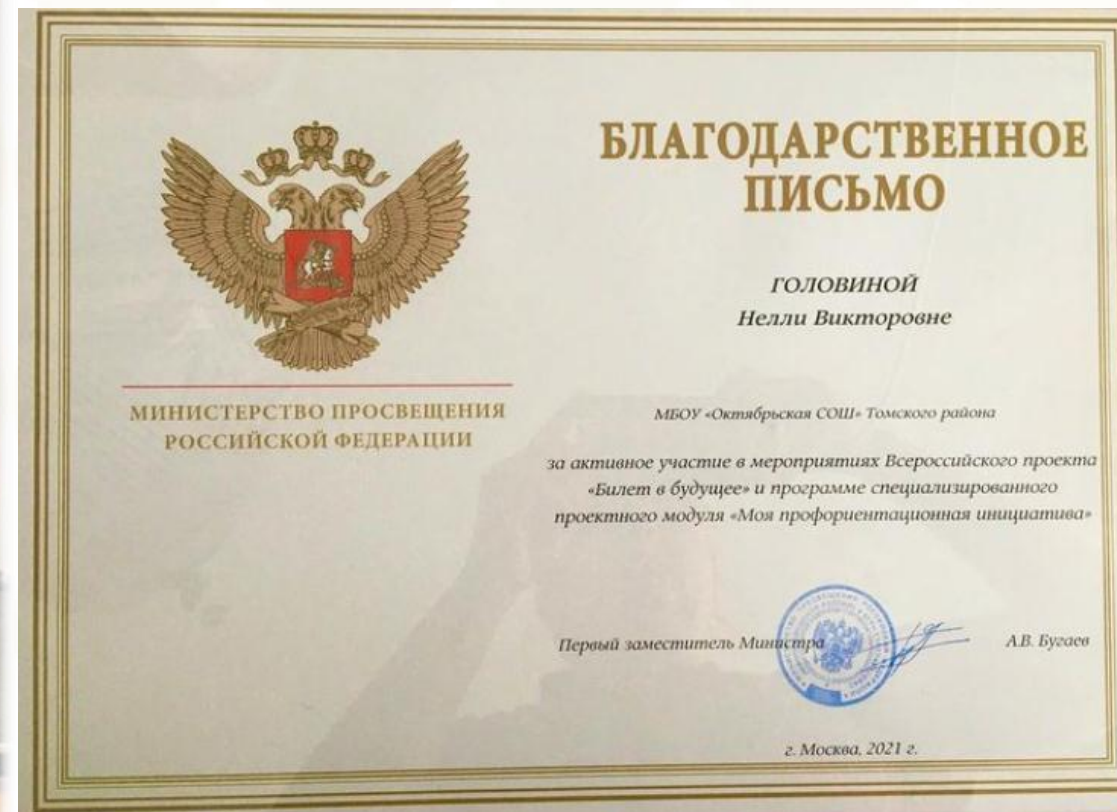 МИНИСТЕРСТВО ПРОСВЕЩЕНИЯ
РОССИЙСКОЙ ФЕДЕРАЦИИ
БЛАГОДАРСТВЕННОЕ
ПИСЬМО
ГОЛОВИНОЙ
Нелли Викторовне
МБОУ «Октябрьская СОШ» Томского района
за активное участие в мероприятиях Всероссийского проекта
«Билет в будущее» и программе специализированного
проектного модуля «Моя профориентационная инициатива»
Первый заместитель Министра А.В. Бугаев
г. Москва, 2021 г.